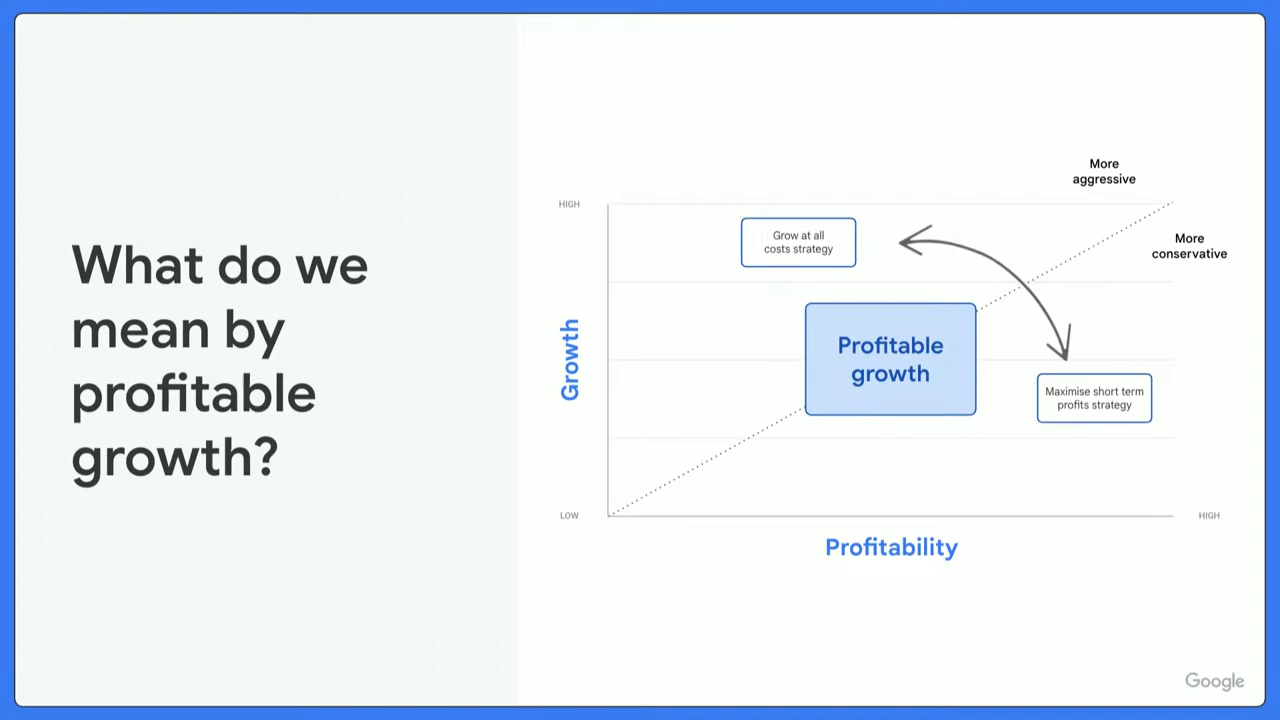 What do we
mean by
profitable
growth?
More
aggressive
HIGH
More
conservative
Grow at all
costs strategy
Growth
Profitable
growth
Maximise short term
profits strategy
LOW
HIGH
Profitability
Google